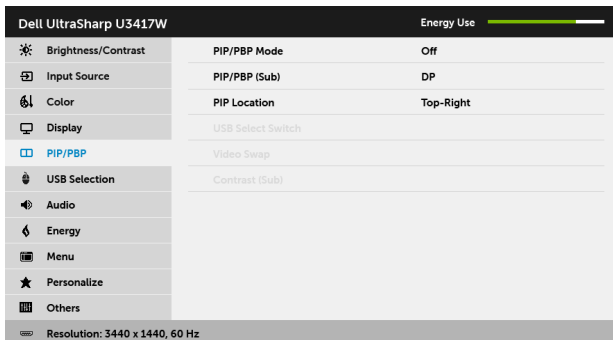 Dell UltraSharp U3417W Energy Use
Brightness/Contrast PIP/PBP Mode Off
Input Source PIP/PBP (Sub) DP
Color PIP Location Top-Right
Display USB Select Switch
PIP/PBP Video Swap
USB Selection Contrast (Sub)
Audio
Energy
Menu
Personalize
Others
Resolution: 3440 x 1440, 60 Hz